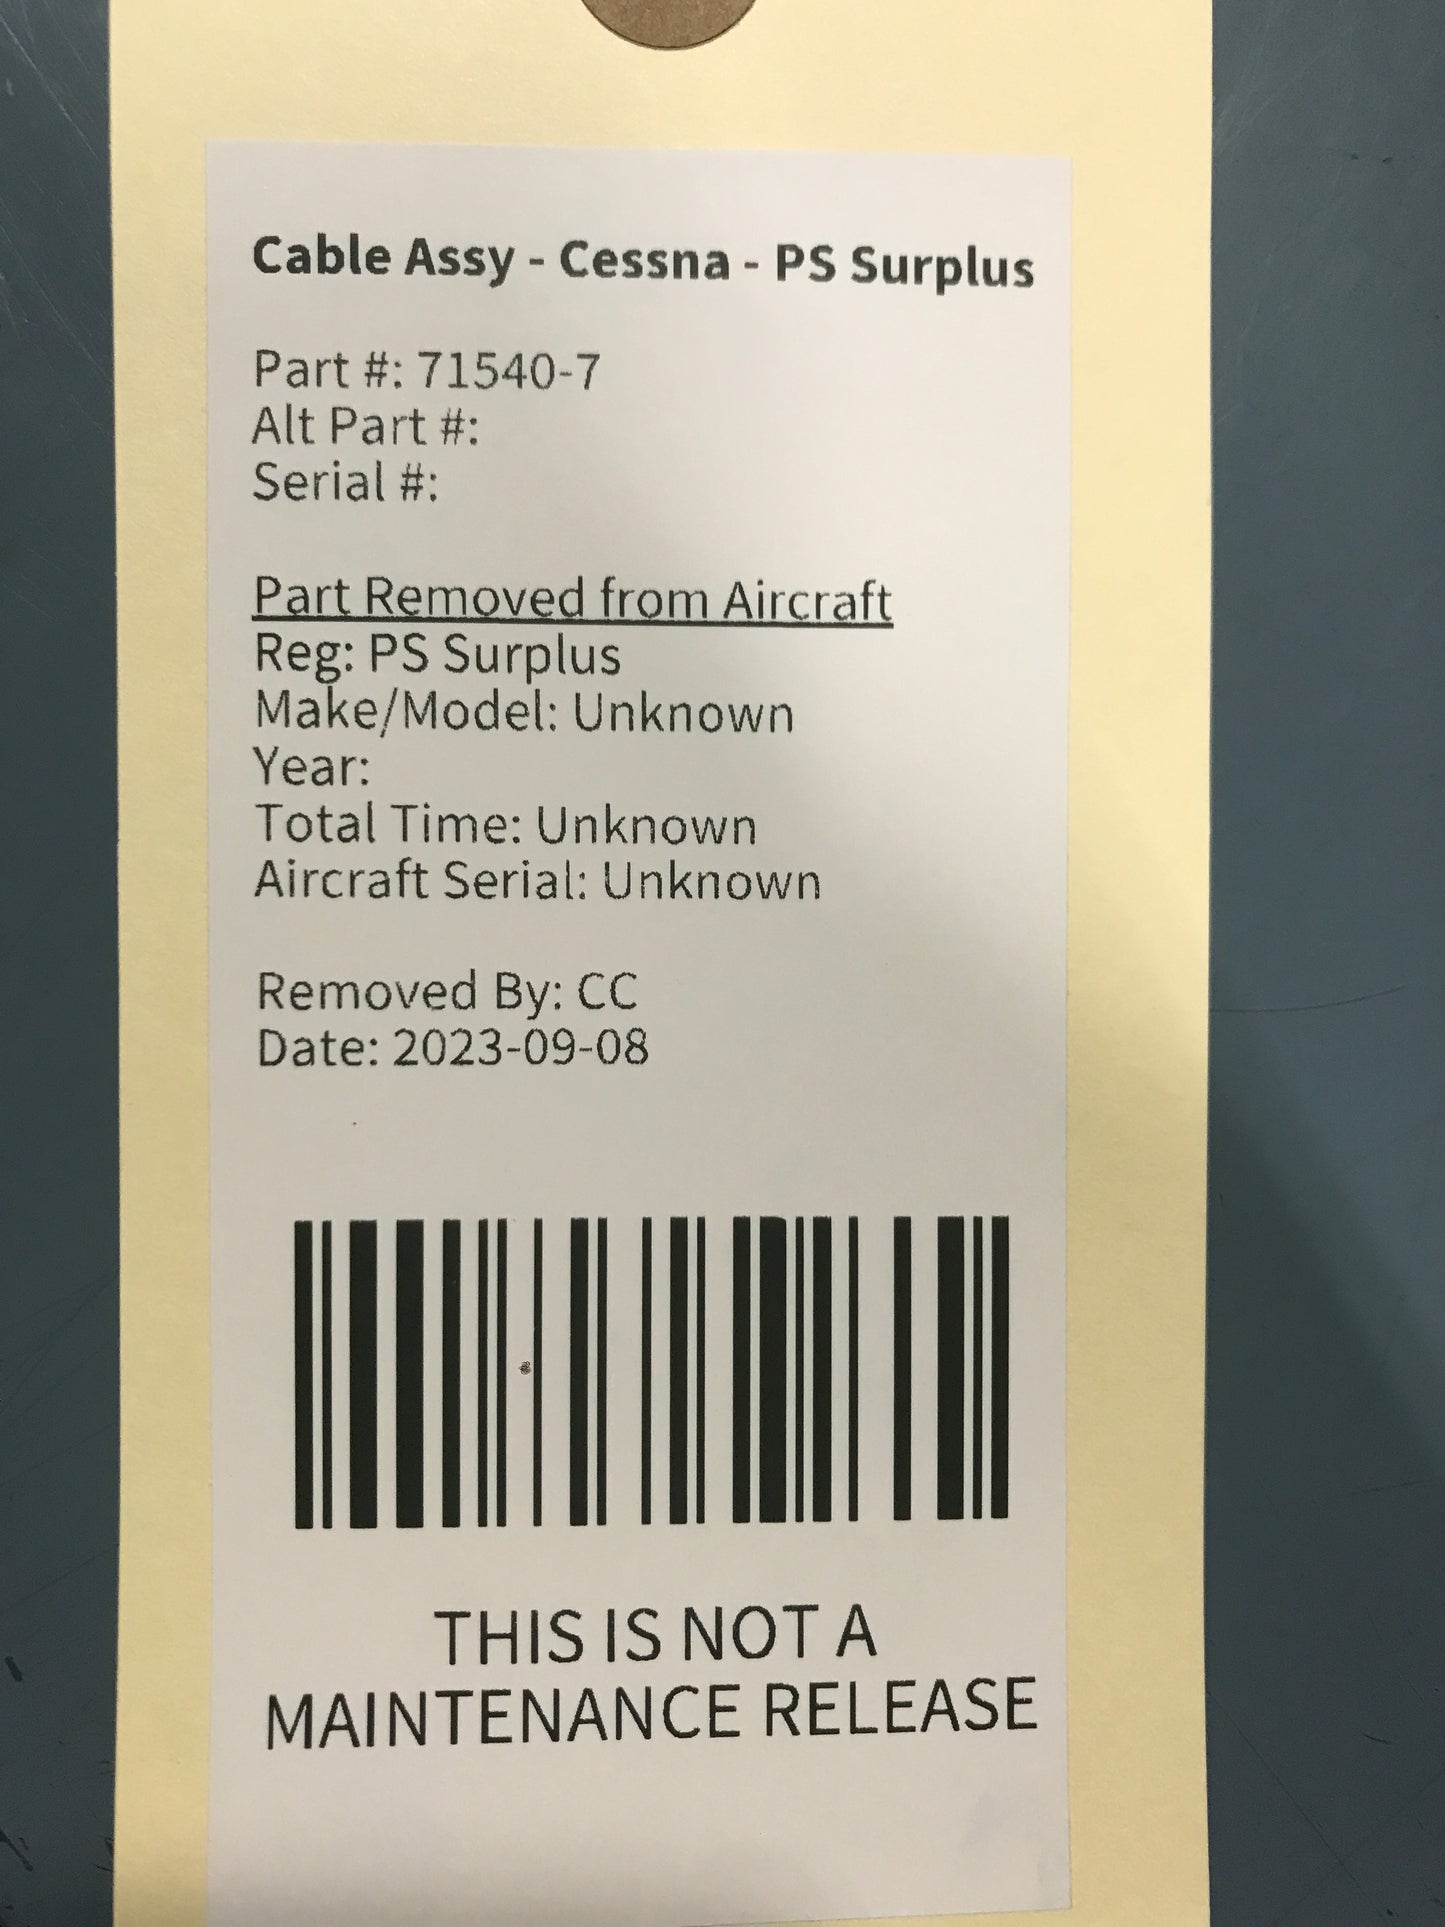 Cable Assy - Cessna - PS Surplus
Part #: 71540-7
Alt Part #:
Serial #:
Part Removed from Aircraft
Reg: PS Surplus
Make/Model: Unknown
Year:
Total Time: Unknown
Aircraft Serial: Unknown
Removed By: CC
Date: 2023-09-08
THIS IS NOT A
MAINTENANCE RELEASE